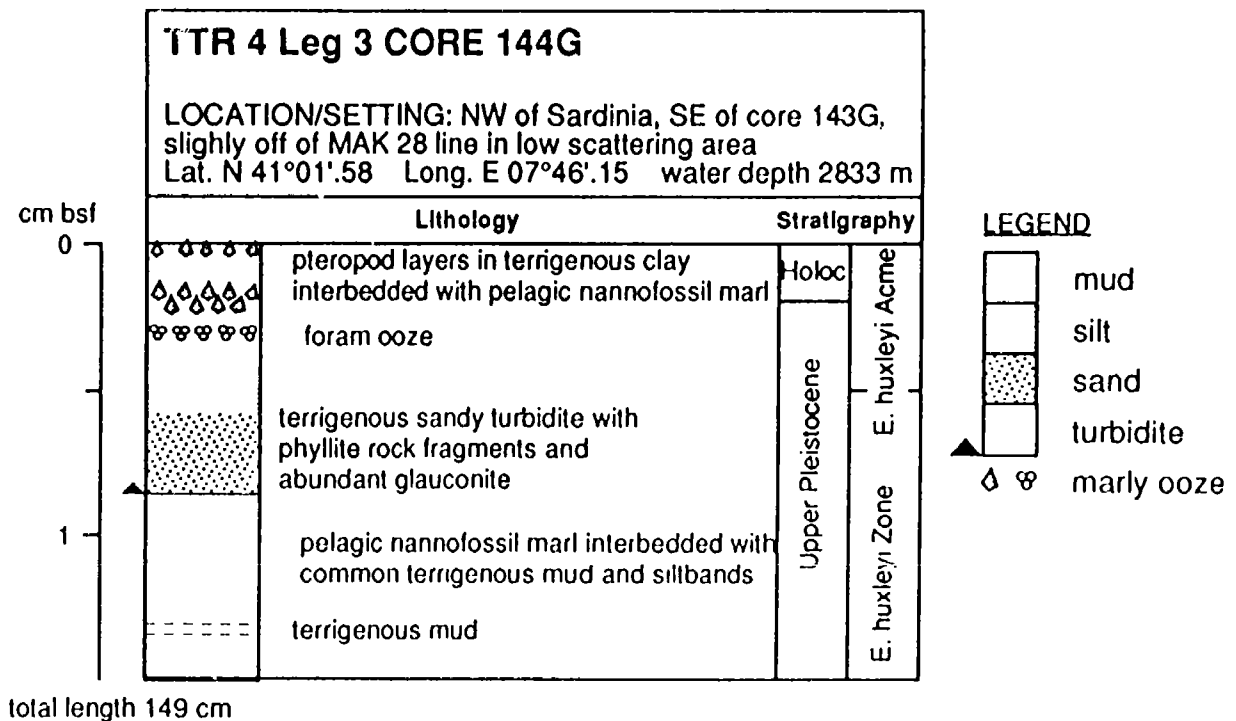 TTR 4 Leg 3 CORE 144G
LOCATION/SETTING: NW of Sardinia, SE of core 143G,
slighly off of MAK 28 line in low scattering area
Lat. N 41°01'.58 Long. E 07°46'.15 water depth 2833 m
cm bsf
Lithology
Stratigraphy
0
pteropod layers in terrigenous clay
interbedded with pelagic nannofossil marl
foram ooze
terrigenous sandy turbidite with
phyllite rock fragments and
abundant glauconite
1
pelagic nannofossil marl interbedded with
common terrigenous mud and siltbands
terrigenous mud
Holoc
Upper Pleistocene
E. huxleyi Acme
E. huxleyi Zone
total length 149 cm
LEGEND
mud
silt
sand
turbidite
marly ooze